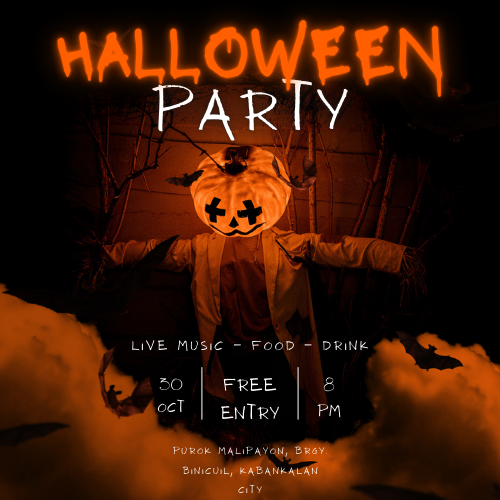 HALLOWEEN
PARTY
LIVE MUSIC - FOOD - DRINK
30
OCT
FREE
ENTRY
8
PM
PUROK MALIPAYON, BRGY.
BINICUIL, KABANKALAN
CITY